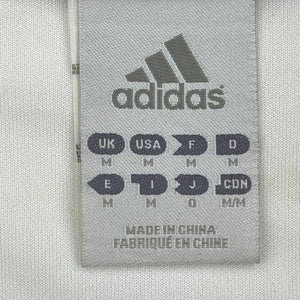 adidas
UK USA F D
M M M M
E I J CDN
M M O M/M
MADE IN CHINA
FABRIQUÉ EN CHINE